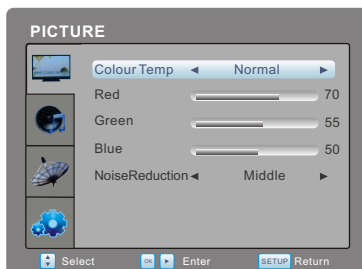 PICTURE
Colour Temp ◄ Normal ►
Red 70
Green 55
Blue 50
NoiseReduction ◄ Middle ►
Select OK Enter SETUP Return